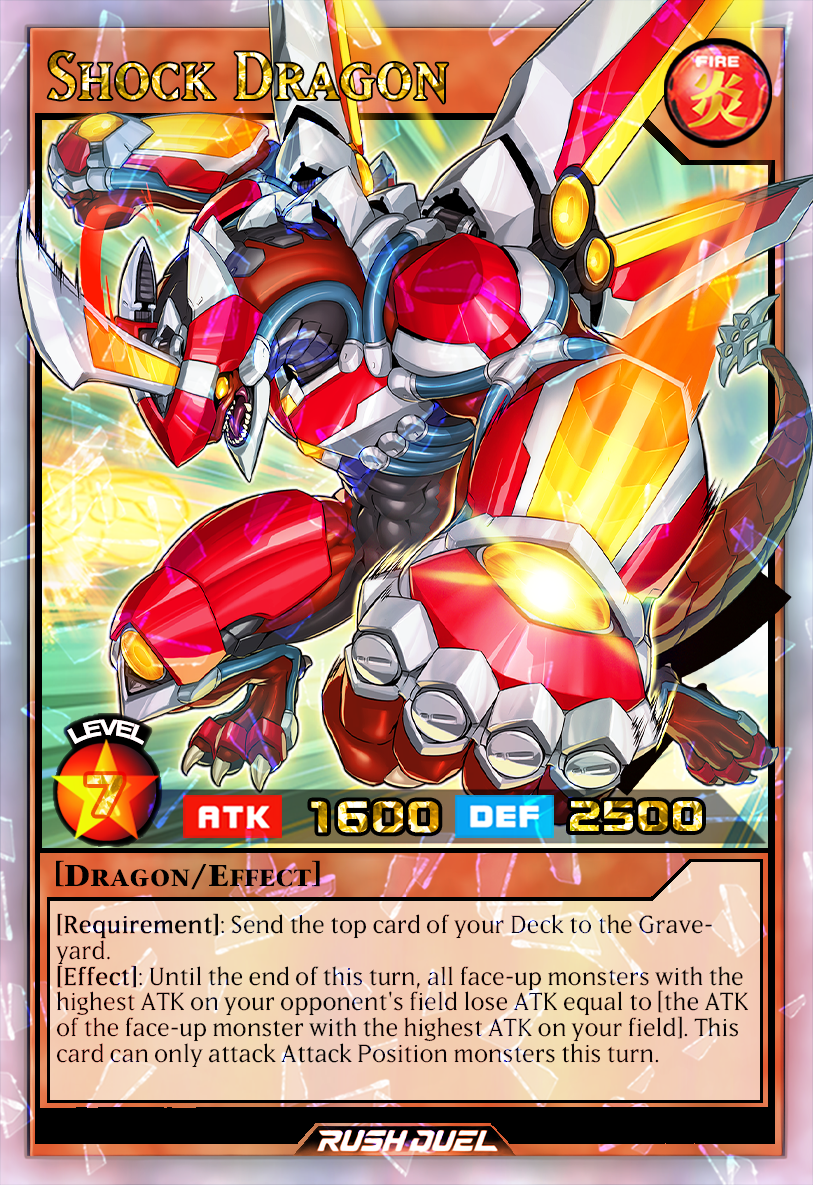 SHOCK DRAGON
FIRE
炎
LEVEL
7
ATK 1600 DEF 2500
[DRAGON/EFFECT]
[Requirement]: Send the top card of your Deck to the Grave-
yard.
[Effect]: Until the end of this turn, all face-up monsters with the
highest ATK on your opponent's field lose ATK equal to [the ATK
of the face-up monster with the highest ATK on your field]. This
card can only attack Attack Position monsters this turn.
RUSH DUEL